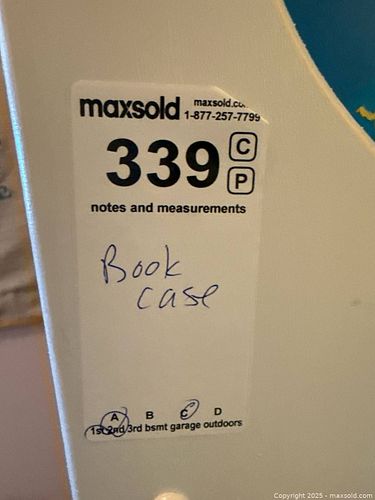 maxsold maxsold.co
1-877-257-7799
339 C
P
notes and measurements
Book
case
A B C D
1st 2nd 3rd bsmt garage outdoors
Copyright 2025 - maxsold.com